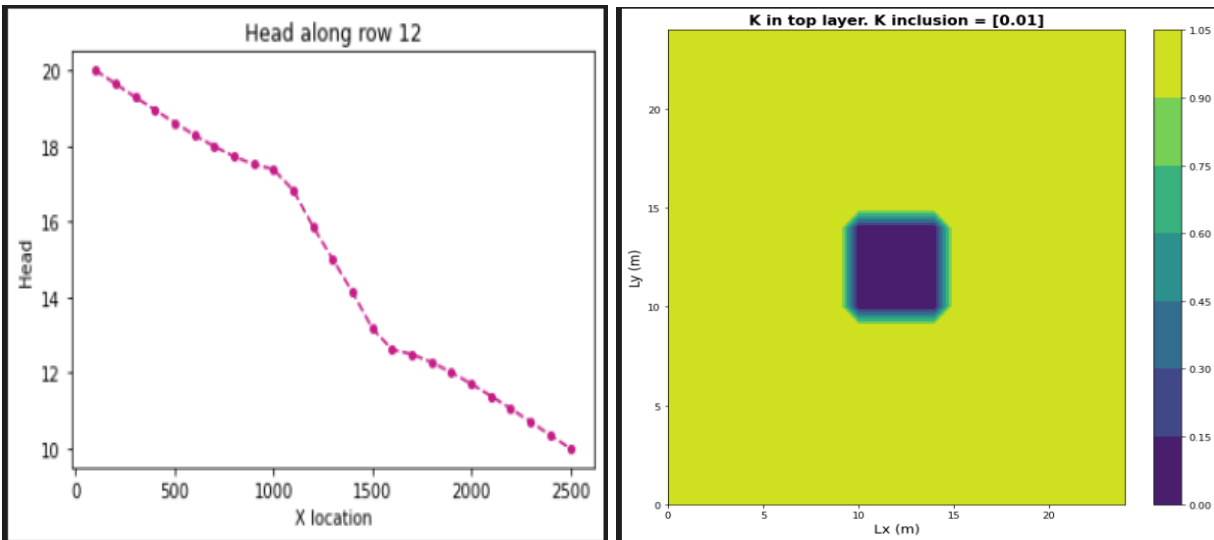 Head along row 12
Head
20
18
16
14
12
10
0 500 1000 1500 2000 2500
X location
K in top layer. K inclusion = [0.01]
Ly (m)
20
15
10
5
0
0 5 10 15 20
Lx (m)
1.05
0.90
0.75
0.60
0.45
0.30
0.15
0.00